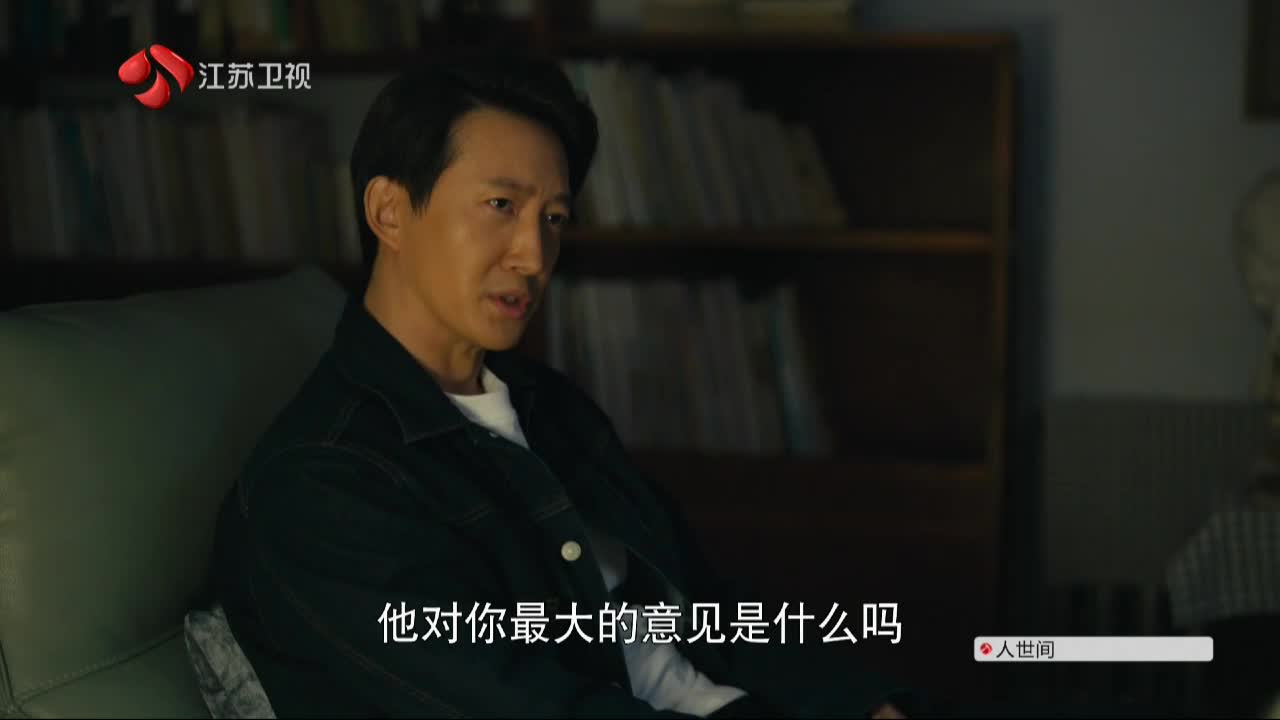 江苏卫视
他对你最大的意见是什么吗
人世间